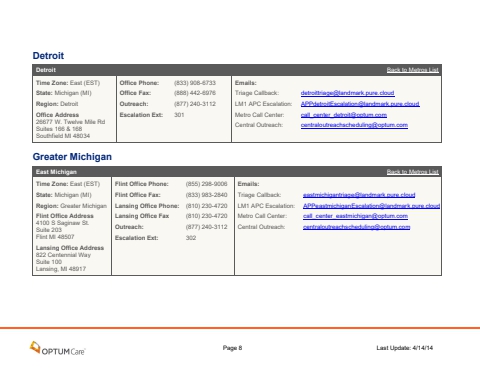 Detroit
Detroit Back to Metros List
Time Zone: East (EST) Office Phone: (833) 908-6733 Emails:
State: Michigan (MI) Office Fax: (888) 442-6976 Triage Callback: detroittriage@landmark.pure.cloud
Region: Detroit Outreach: (877) 240-3112 LM1 APC Escalation: APPdetroitEscalation@landmark.pure.cloud
Office Address Escalation Ext: 301 Metro Call Center: call_center_detroit@optum.com
26677 W. Twelve Mile Rd Central Outreach: centraloutreachscheduling@optum.com
Suites 166 & 168
Southfield MI 48034
Greater Michigan
East Michigan Back to Metros List
Time Zone: East (EST) Flint Office Phone: (855) 298-9006 Emails:
State: Michigan (MI) Flint Office Fax: (833) 983-2840 Triage Callback: eastmichigantriage@landmark.pure.cloud
Region: Greater Michigan Lansing Office Phone: (810) 230-4720 LM1 APC Escalation: APPeastmichiganEscalation@landmark.pure.cloud
Flint Office Address Lansing Office Fax (810) 230-4720 Metro Call Center: call_center_eastmichigan@optum.com
4100 S Saginaw St. Outreach: (877) 240-3112 Central Outreach: centraloutreachscheduling@optum.com
Suite 203
Flint MI 48507 Escalation Ext: 302
Lansing Office Address
822 Centennial Way
Suite 100
Lansing, MI 48917
OPTUMCare Page 8 Last Update: 4/14/14